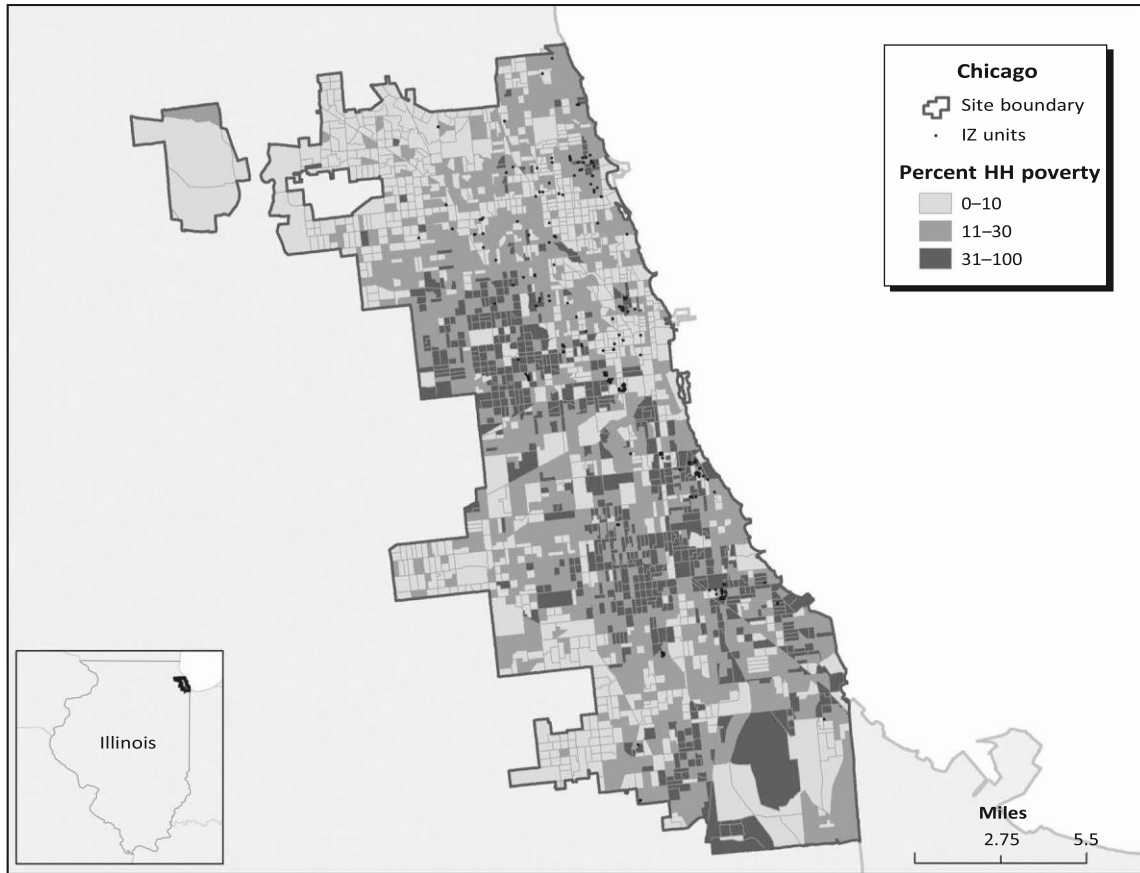 Chicago
Site boundary
IZ units
Percent HH poverty
0–10
11–30
31–100
Illinois
Miles
2.75 5.5